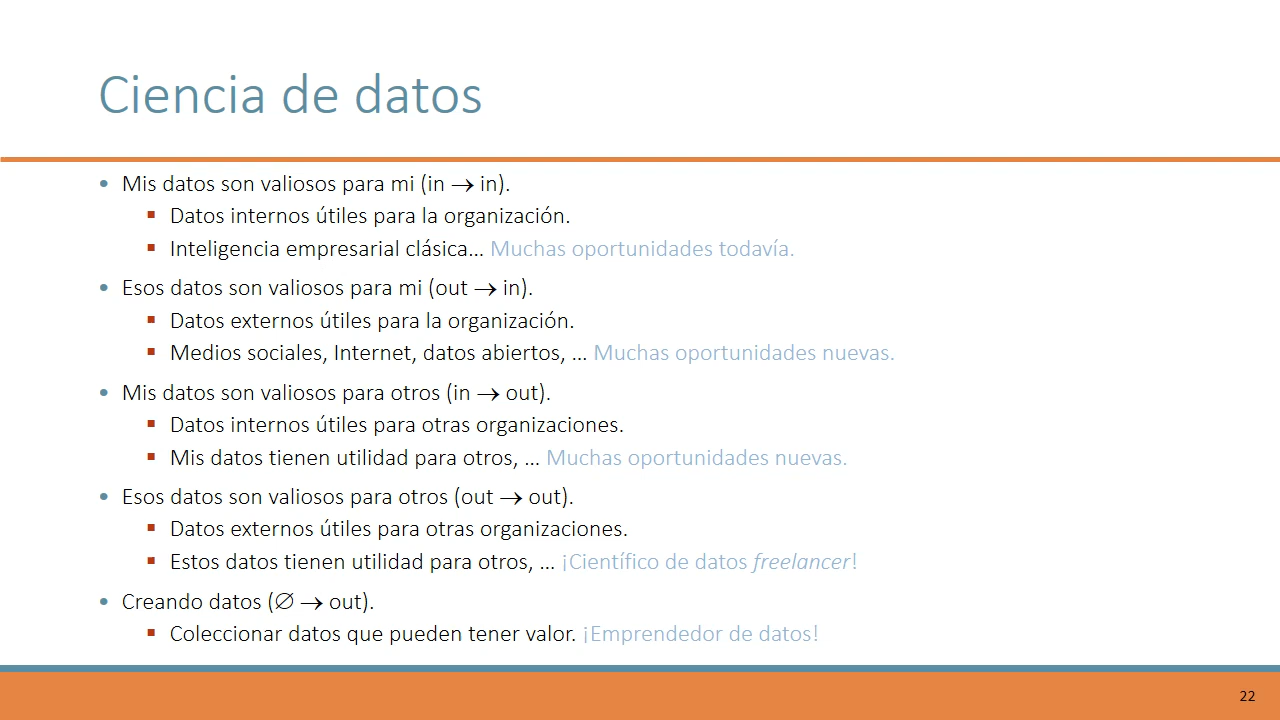 Ciencia de datos
• Mis datos son valiosos para mi (in → in).
▪ Datos internos útiles para la organización.
▪ Inteligencia empresarial clásica… Muchas oportunidades todavía.
• Esos datos son valiosos para mi (out → in).
▪ Datos externos útiles para la organización.
▪ Medios sociales, Internet, datos abiertos, … Muchas oportunidades nuevas.
• Mis datos son valiosos para otros (in → out).
▪ Datos internos útiles para otras organizaciones.
▪ Mis datos tienen utilidad para otros, … Muchas oportunidades nuevas.
• Esos datos son valiosos para otros (out → out).
▪ Datos externos útiles para otras organizaciones.
▪ Estos datos tienen utilidad para otros, … ¡Científico de datos freelancer!
• Creando datos (∅ → out).
▪ Coleccionar datos que pueden tener valor. ¡Emprendedor de datos!
22